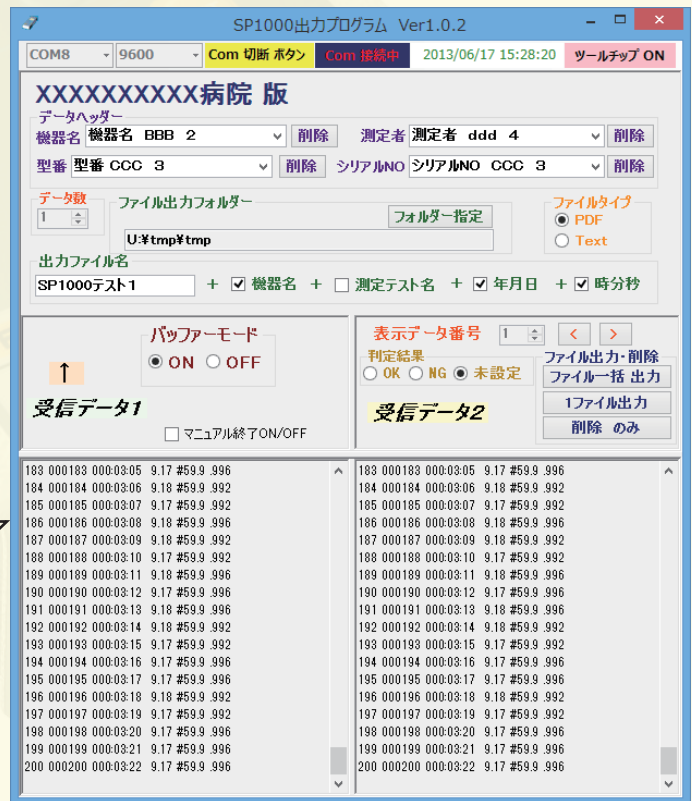 SP1000出力プログラム Ver1.0.2
COM8 9600 Com 切断 ボタン Com 接続中 2013/06/17 15:28:20 ツールチップ ON
XXXXXXXXXX病院 版
データヘッダー
機器名 機器名 BBB 2 削除 測定者 測定者 ddd 4 削除
型番 型番 CCC 3 削除 シリアルNO シリアルNO CCC 3 削除
データ数 ファイル出力フォルダー ファイルタイプ
1 フォルダー指定 PDF
U:¥tmp¥tmp Text
出力ファイル名
SP1000テスト1 + 機器名 + 測定テスト名 + 年月日 + 時分秒
バッファーモード 表示データ番号 1 < >
ON OFF 判定結果 ファイル出力・削除
↑ OK NG 未設定 ファイル一括 出力
受信データ1 受信データ2 1ファイル出力
マニュアル終了ON/OFF 削除 のみ
183 000183 000:03:05 9.17 #59.9 .996 183 000183 000:03:05 9.17 #59.9 .996
184 000184 000:03:06 9.18 #59.9 .992 184 000184 000:03:06 9.18 #59.9 .992
185 000185 000:03:07 9.17 #59.9 .992 185 000185 000:03:07 9.17 #59.9 .992
186 000186 000:03:08 9.18 #59.9 .996 186 000186 000:03:08 9.18 #59.9 .996
187 000187 000:03:09 9.18 #59.9 .992 187 000187 000:03:09 9.18 #59.9 .992
188 000188 000:03:10 9.17 #59.9 .992 188 000188 000:03:10 9.17 #59.9 .992
189 000189 000:03:11 9.18 #59.9 .996 189 000189 000:03:11 9.18 #59.9 .996
190 000190 000:03:12 9.17 #59.9 .996 190 000190 000:03:12 9.17 #59.9 .996
191 000191 000:03:13 9.18 #59.9 .992 191 000191 000:03:13 9.18 #59.9 .996
192 000192 000:03:14 9.18 #59.9 .992 192 000192 000:03:14 9.18 #59.9 .992
193 000193 000:03:15 9.17 #59.9 .992 193 000193 000:03:15 9.17 #59.9 .992
194 000194 000:03:16 9.17 #59.9 .996 194 000194 000:03:16 9.17 #59.9 .996
195 000195 000:03:17 9.17 #59.9 .996 195 000195 000:03:17 9.17 #59.9 .996
196 000196 000:03:18 9.18 #59.9 .992 196 000196 000:03:18 9.18 #59.9 .992
197 000197 000:03:19 9.17 #59.9 .992 197 000197 000:03:19 9.17 #59.9 .992
198 000198 000:03:20 9.17 #59.9 .996 198 000198 000:03:20 9.17 #59.9 .996
199 000199 000:03:21 9.17 #59.9 .996 199 000199 000:03:21 9.17 #59.9 .996
200 000200 000:03:22 9.17 #59.9 .996 200 000200 000:03:22 9.17 #59.9 .996